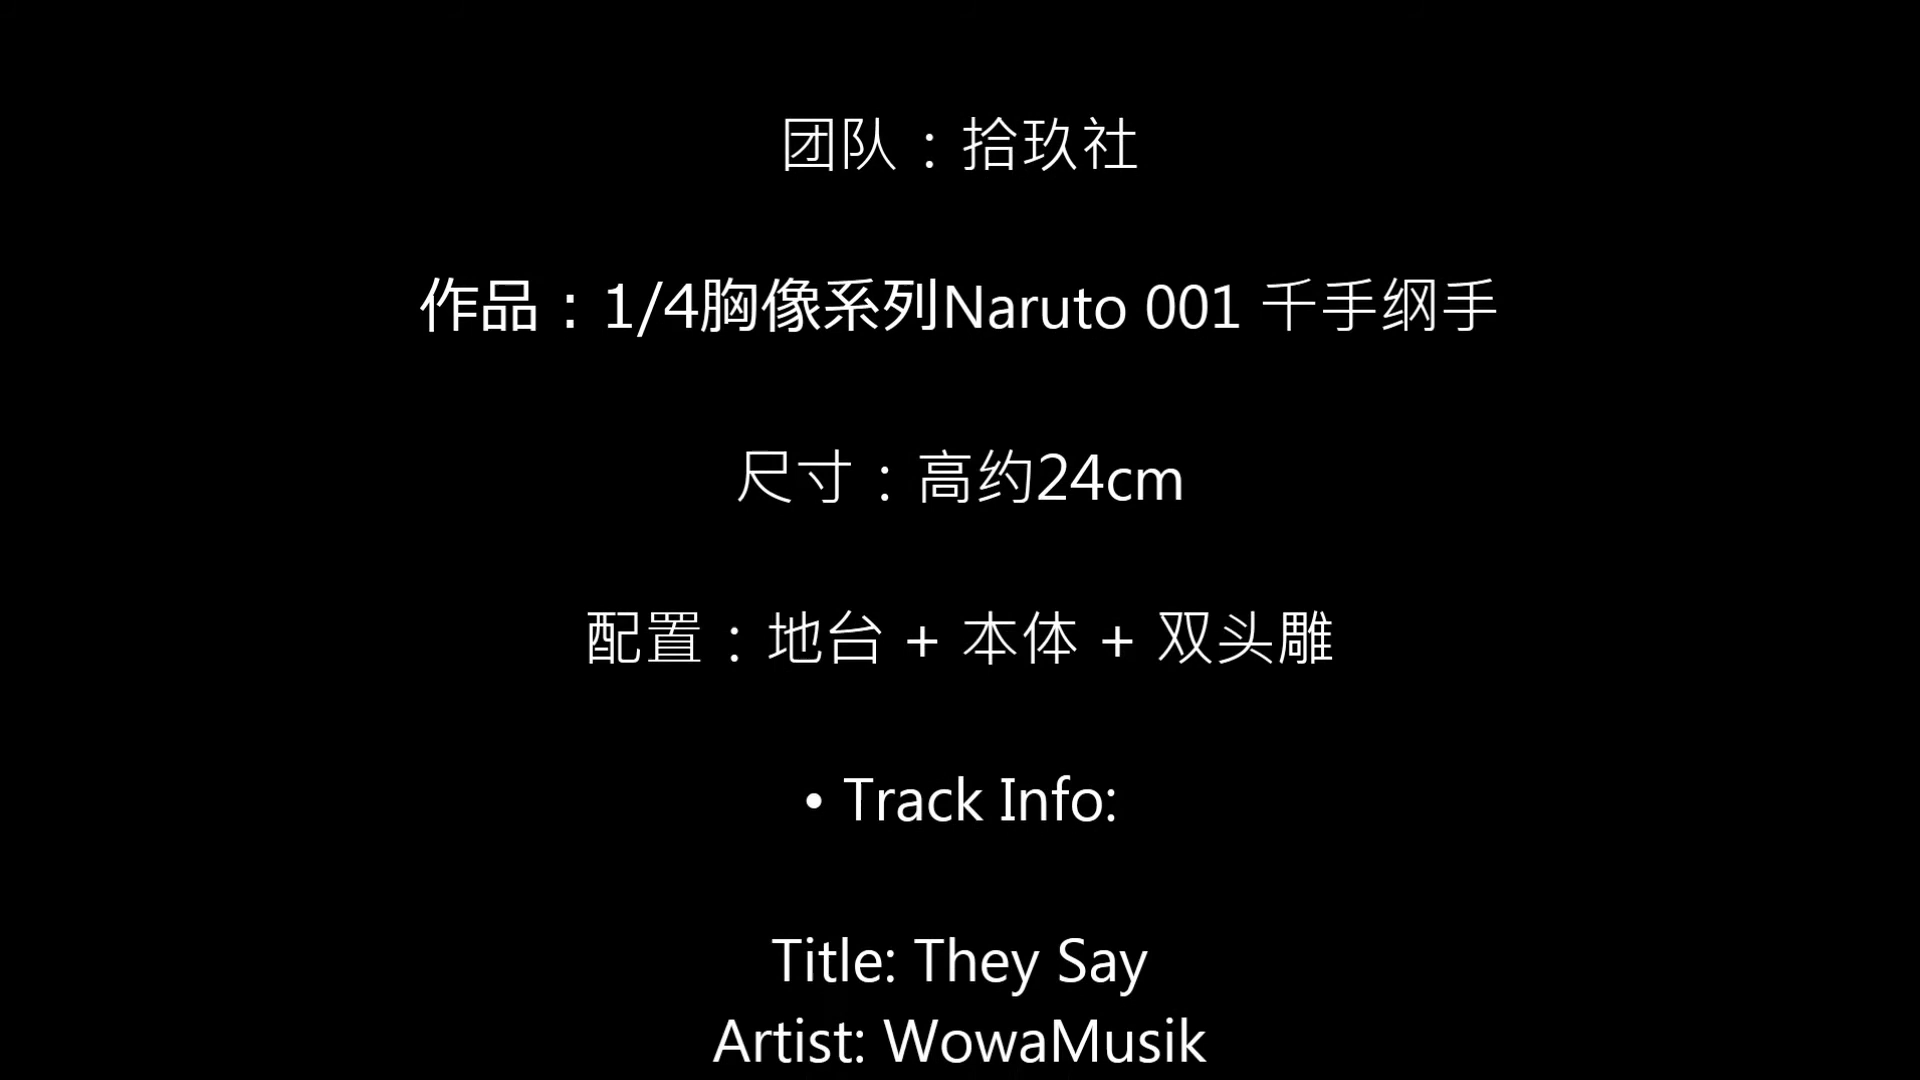 团队：拾玖社
作品：1/4胸像系列Naruto 001 千手纲手
尺寸：高约24cm
配置：地台 + 本体 + 双头雕
• Track Info:
Title: They Say
Artist: WowaMusik